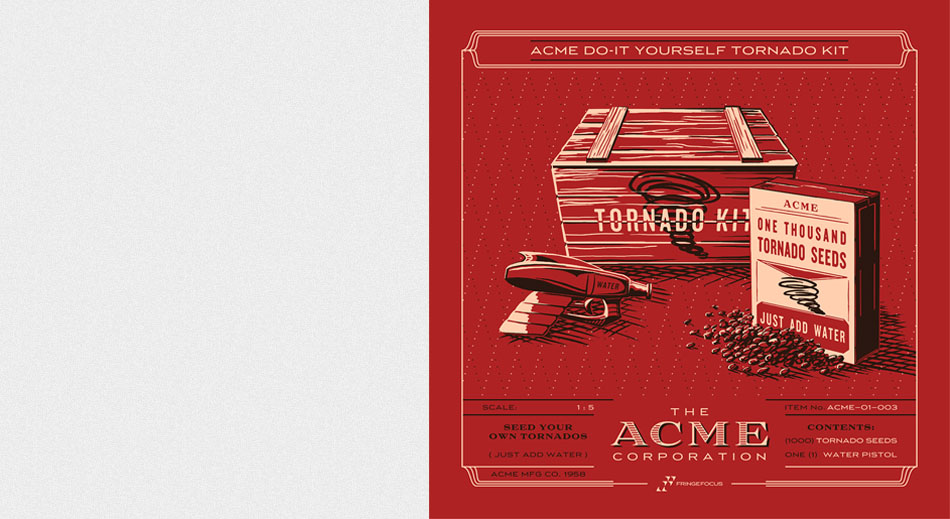 ACME DO-IT YOURSELF TORNADO KIT
TORNADO KIT
ACME
ONE THOUSAND
TORNADO SEEDS
JUST ADD WATER
WATER
SCALE: 1 : 5
SEED YOUR
OWN TORNADOS
( JUST ADD WATER )
ACME MFG CO. 1958
THE
ACME
CORPORATION
ITEM No: ACME-01-003
CONTENTS:
(1000) TORNADO SEEDS
ONE (1) WATER PISTOL
FRINGEFOCUS